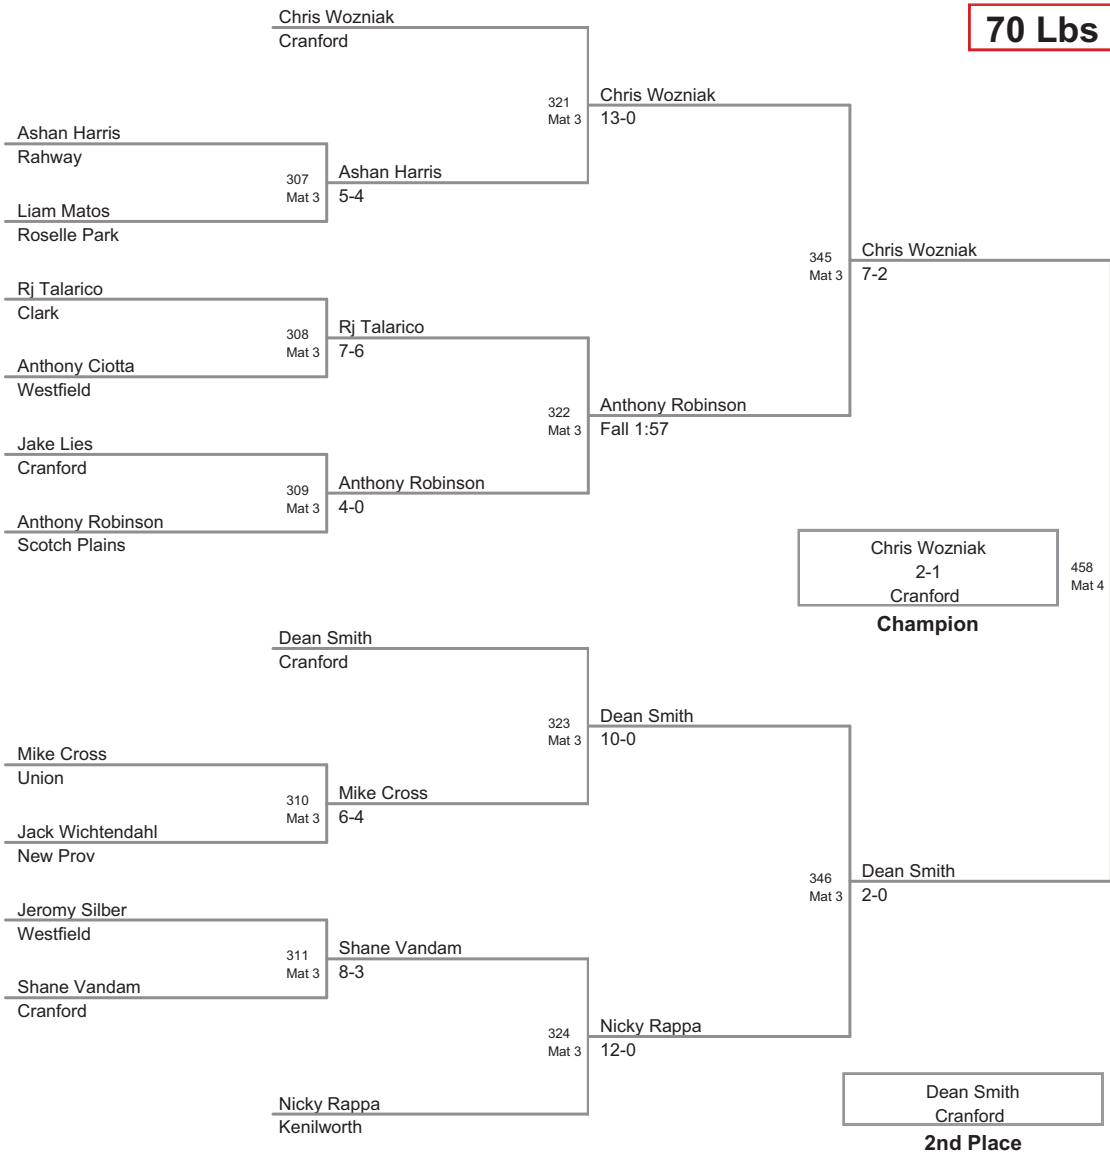 Chris Wozniak
Cranford
70 Lbs
321
Mat 3
Chris Wozniak
13-0
Ashan Harris
Rahway
307
Mat 3
Ashan Harris
5-4
Liam Matos
Roselle Park
345
Mat 3
Chris Wozniak
7-2
Rj Talarico
Clark
308
Mat 3
Rj Talarico
7-6
Anthony Ciotta
Westfield
322
Mat 3
Anthony Robinson
Fall 1:57
Jake Lies
Cranford
309
Mat 3
Anthony Robinson
4-0
Anthony Robinson
Scotch Plains
Chris Wozniak
2-1
Cranford
Champion
458
Mat 4
Dean Smith
Cranford
323
Mat 3
Dean Smith
10-0
Mike Cross
Union
310
Mat 3
Mike Cross
6-4
Jack Wichtendahl
New Prov
346
Mat 3
Dean Smith
2-0
Jeromy Silber
Westfield
311
Mat 3
Shane Vandam
8-3
Shane Vandam
Cranford
324
Mat 3
Nicky Rappa
12-0
Nicky Rappa
Kenilworth
Dean Smith
Cranford
2nd Place